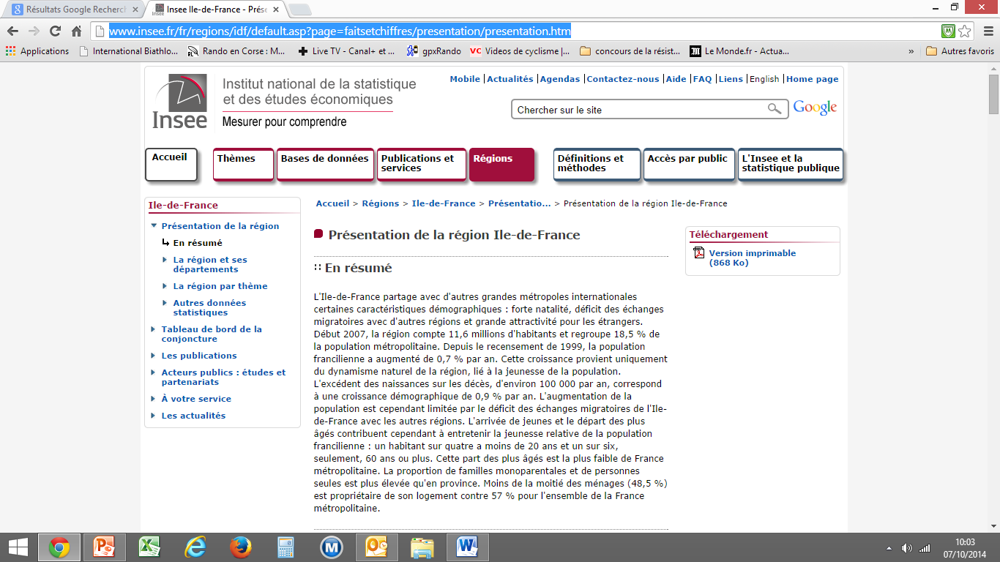 Résultats Google Recherch
Insee Ile-de-France - Prése
www.insee.fr/fr/regions/idf/default.asp?page=faitsetchiffres/presentation/presentation.htm
Applications
International Biathlo...
Rando en Corse : M...
Live TV - Canal+ et ...
gpxRando
Videos de cyclisme |...
concours de la résist...
Le Monde.fr - Actua...
»
Autres favoris
Insee
Institut national de la statistique
et des études économiques
Mesurer pour comprendre
Mobile | Actualités | Agendas | Contactez-nous | Aide | FAQ | Liens | English | Home page
Chercher sur le site
Google
Accueil
Thèmes
Bases de données
Publications et
services
Régions
Définitions et
méthodes
Accès par public
L'Insee et la
statistique publique
Ile-de-France
Présentation de la région
En résumé
La région et ses
départements
La région par thème
Autres données
statistiques
Tableau de bord de la
conjoncture
Les publications
Acteurs publics : études et
partenariats
À votre service
Les actualités
Accueil > Régions > Ile-de-France > Présentatio... > Présentation de la région Ile-de-France
Présentation de la région Ile-de-France
En résumé
L'Ile-de-France partage avec d'autres grandes métropoles internationales
certaines caractéristiques démographiques : forte natalité, déficit des échanges
migratoires avec d'autres régions et grande attractivité pour les étrangers.
Début 2007, la région compte 11,6 millions d'habitants et regroupe 18,5 % de
la population métropolitaine. Depuis le recensement de 1999, la population
francilienne a augmenté de 0,7 % par an. Cette croissance provient uniquement
du dynamisme naturel de la région, lié à la jeunesse de la population.
L'excédent des naissances sur les décès, d'environ 100 000 par an, correspond
à une croissance démographique de 0,9 % par an. L'augmentation de la
population est cependant limitée par le déficit des échanges migratoires de l'Ile-
de-France avec les autres régions. L'arrivée de jeunes et le départ des plus
âgés contribuent cependant à entretenir la jeunesse relative de la population
francilienne : un habitant sur quatre a moins de 20 ans et un sur six,
seulement, 60 ans ou plus. Cette part des plus âgés est la plus faible de France
métropolitaine. La proportion de familles monoparentales et de personnes
seules est plus élevée qu'en province. Moins de la moitié des ménages (48,5 %)
est propriétaire de son logement contre 57 % pour l'ensemble de la France
métropolitaine.
Téléchargement
Version imprimable
(868 Ko)
10:03
07/10/2014